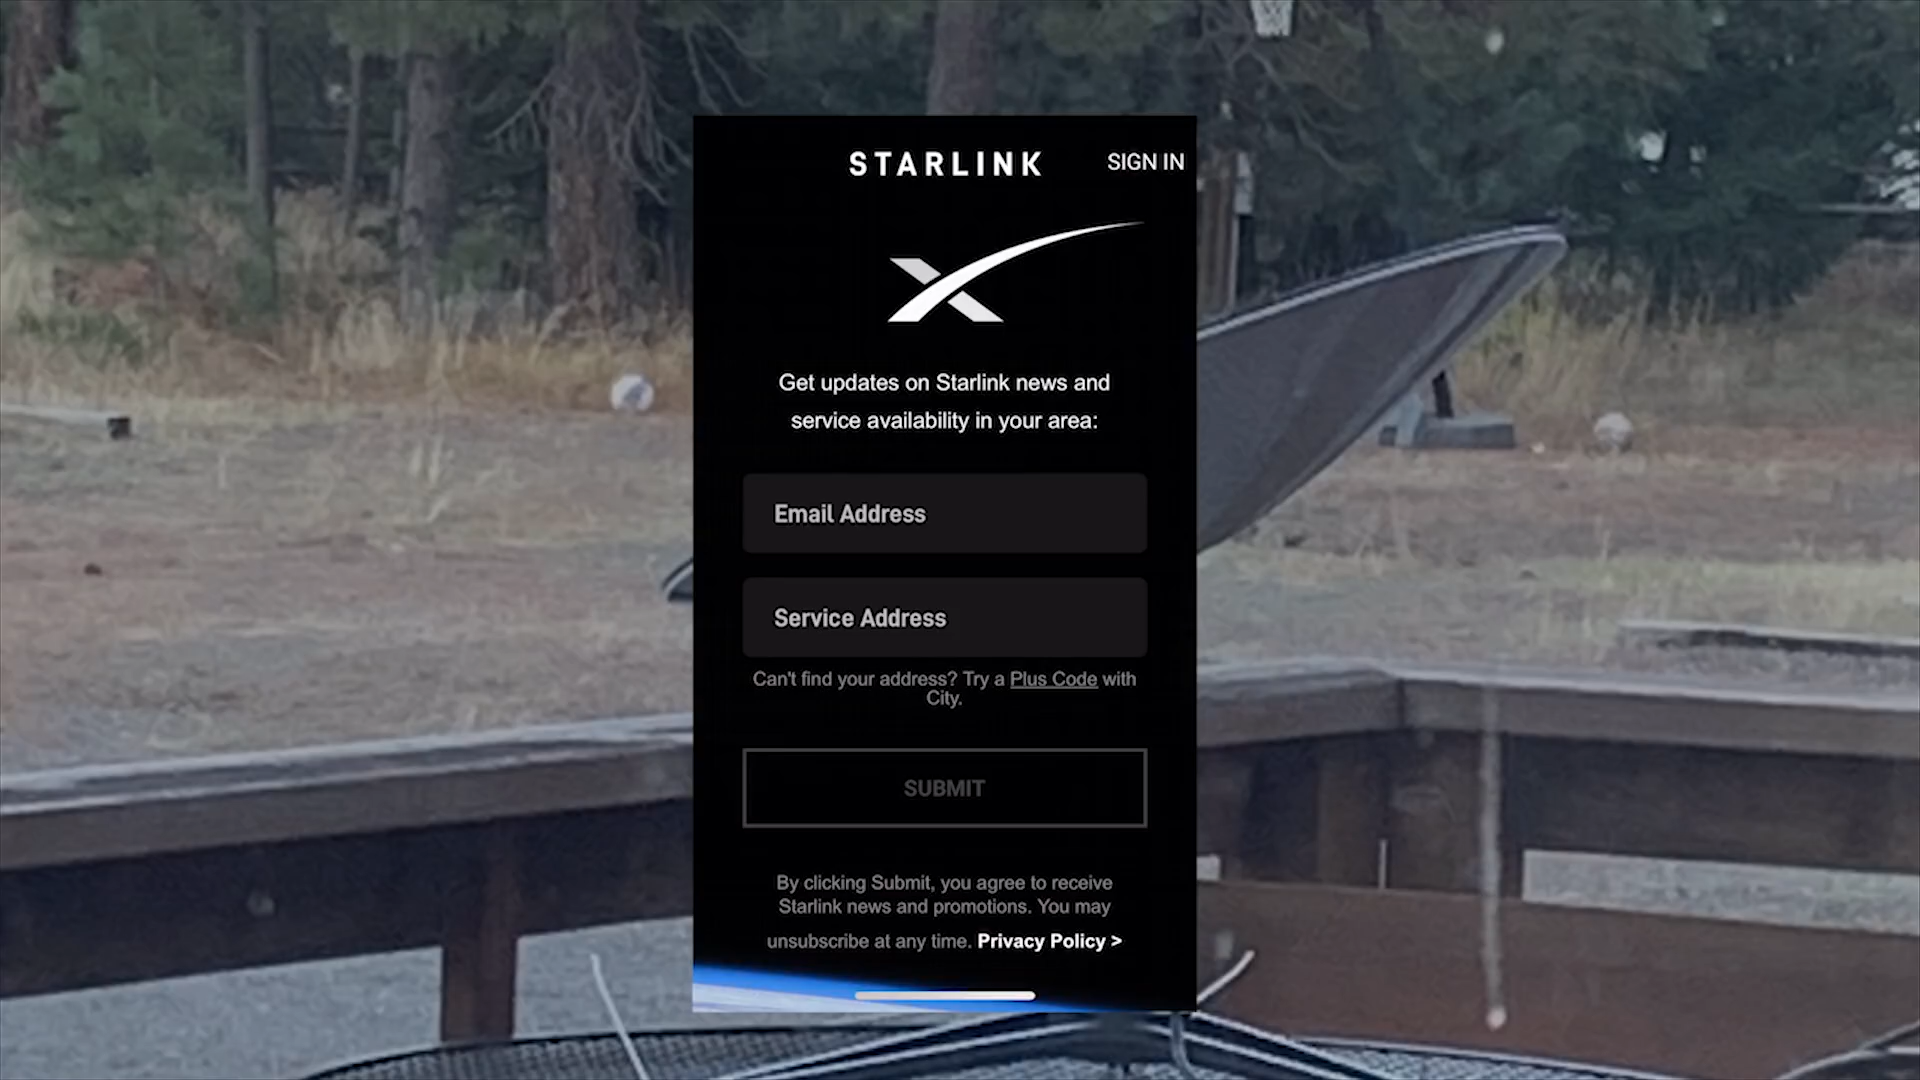 STARLINK
SIGN IN
Get updates on Starlink news and
service availability in your area:
Email Address
Service Address
Can't find your address? Try a Plus Code with
City.
SUBMIT
By clicking Submit, you agree to receive
Starlink news and promotions. You may
unsubscribe at any time. Privacy Policy >